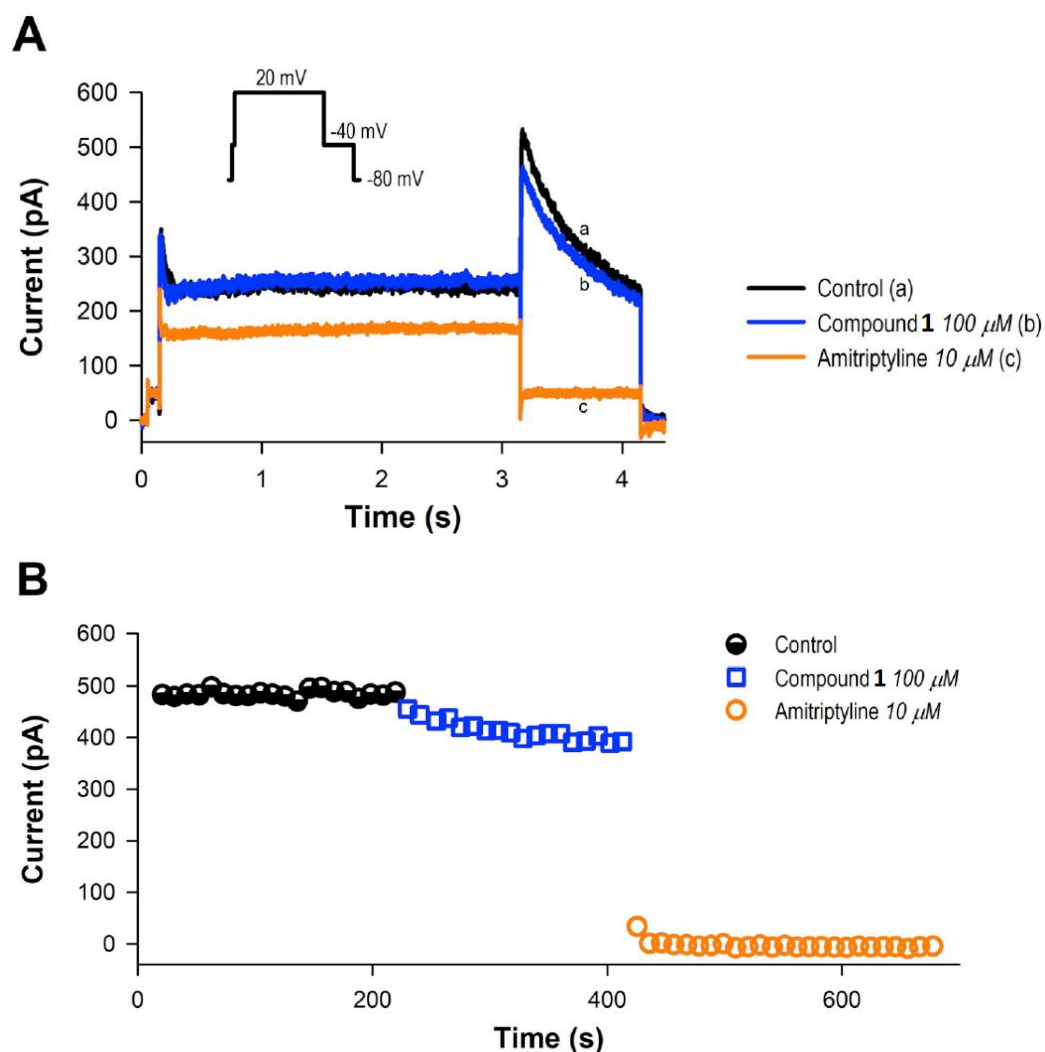 A
20 mV
-40 mV
-80 mV
600
500
400
300
200
100
0
Current (pA)
a
b
c
0 1 2 3 4
Time (s)
Control (a)
Compound 1 100 μM (b)
Amitriptyline 10 μM (c)
B
600
500
400
300
200
100
0
Current (pA)
0 200 400 600
Time (s)
Control
Compound 1 100 μM
Amitriptyline 10 μM